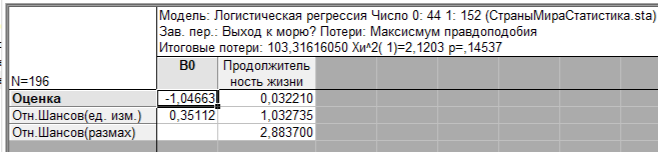 Модель: Логистическая регрессия Число 0: 44 1: 152 (СтраныМираСтатистика.sta)
Зав. пер.: Выход к морю? Потери: Максисмум правдоподобия
Итоговые потери: 103,31616050 Хи^2( 1)=2,1203 p=,14537
N=196 B0 Продолжитель
ность жизни
Оценка -1,04663 0,032210
Отн.Шансов(ед. изм.) 0,35112 1,032735
Отн.Шансов(размах) 2,883700